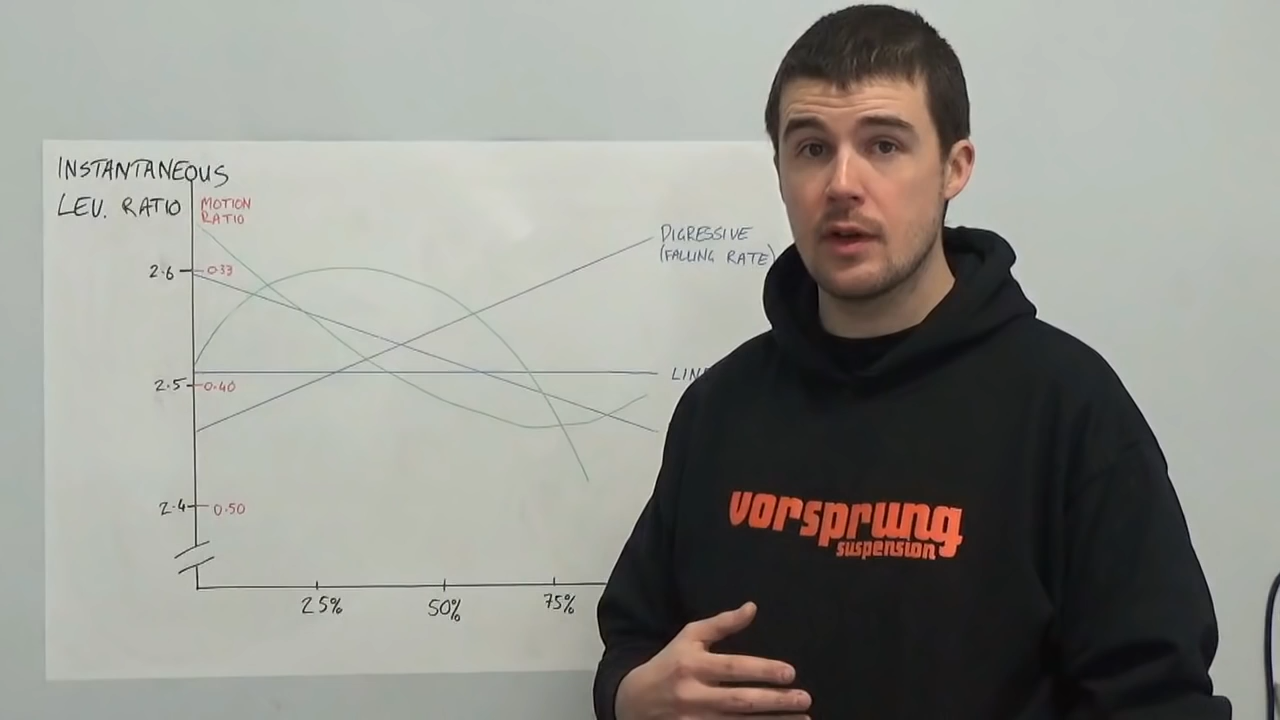 INSTANTANEOUS
LEV. RATIO
MOTION
RATIO
DIGRESSIVE
(FALLING RATE)
2.6
0.33
2.5
0.40
2.4
0.50
25%
50%
75%
vorsprung
suspension